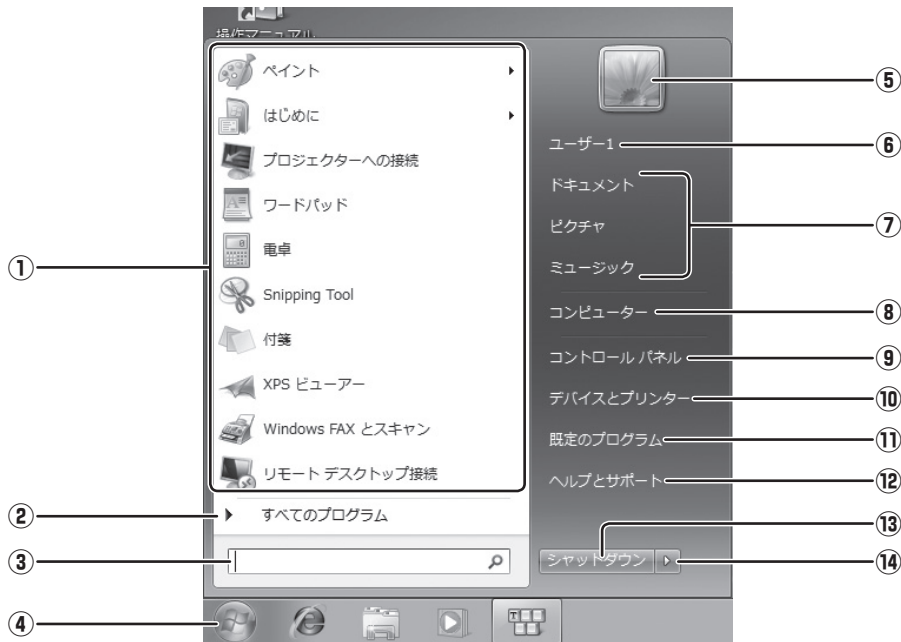 操作マニュアル
ペイント
はじめに
プロジェクターへの接続
ワードパッド
電卓
Snipping Tool
付箋
XPS ビューアー
Windows FAX とスキャン
リモート デスクトップ接続
すべてのプログラム
ユーザー1
ドキュメント
ピクチャ
ミュージック
コンピューター
コントロール パネル
デバイスとプリンター
既定のプログラム
ヘルプとサポート
シャットダウン
①
②
③
④
⑤
⑥
⑦
⑧
⑨
⑩
⑪
⑫
⑬
⑭